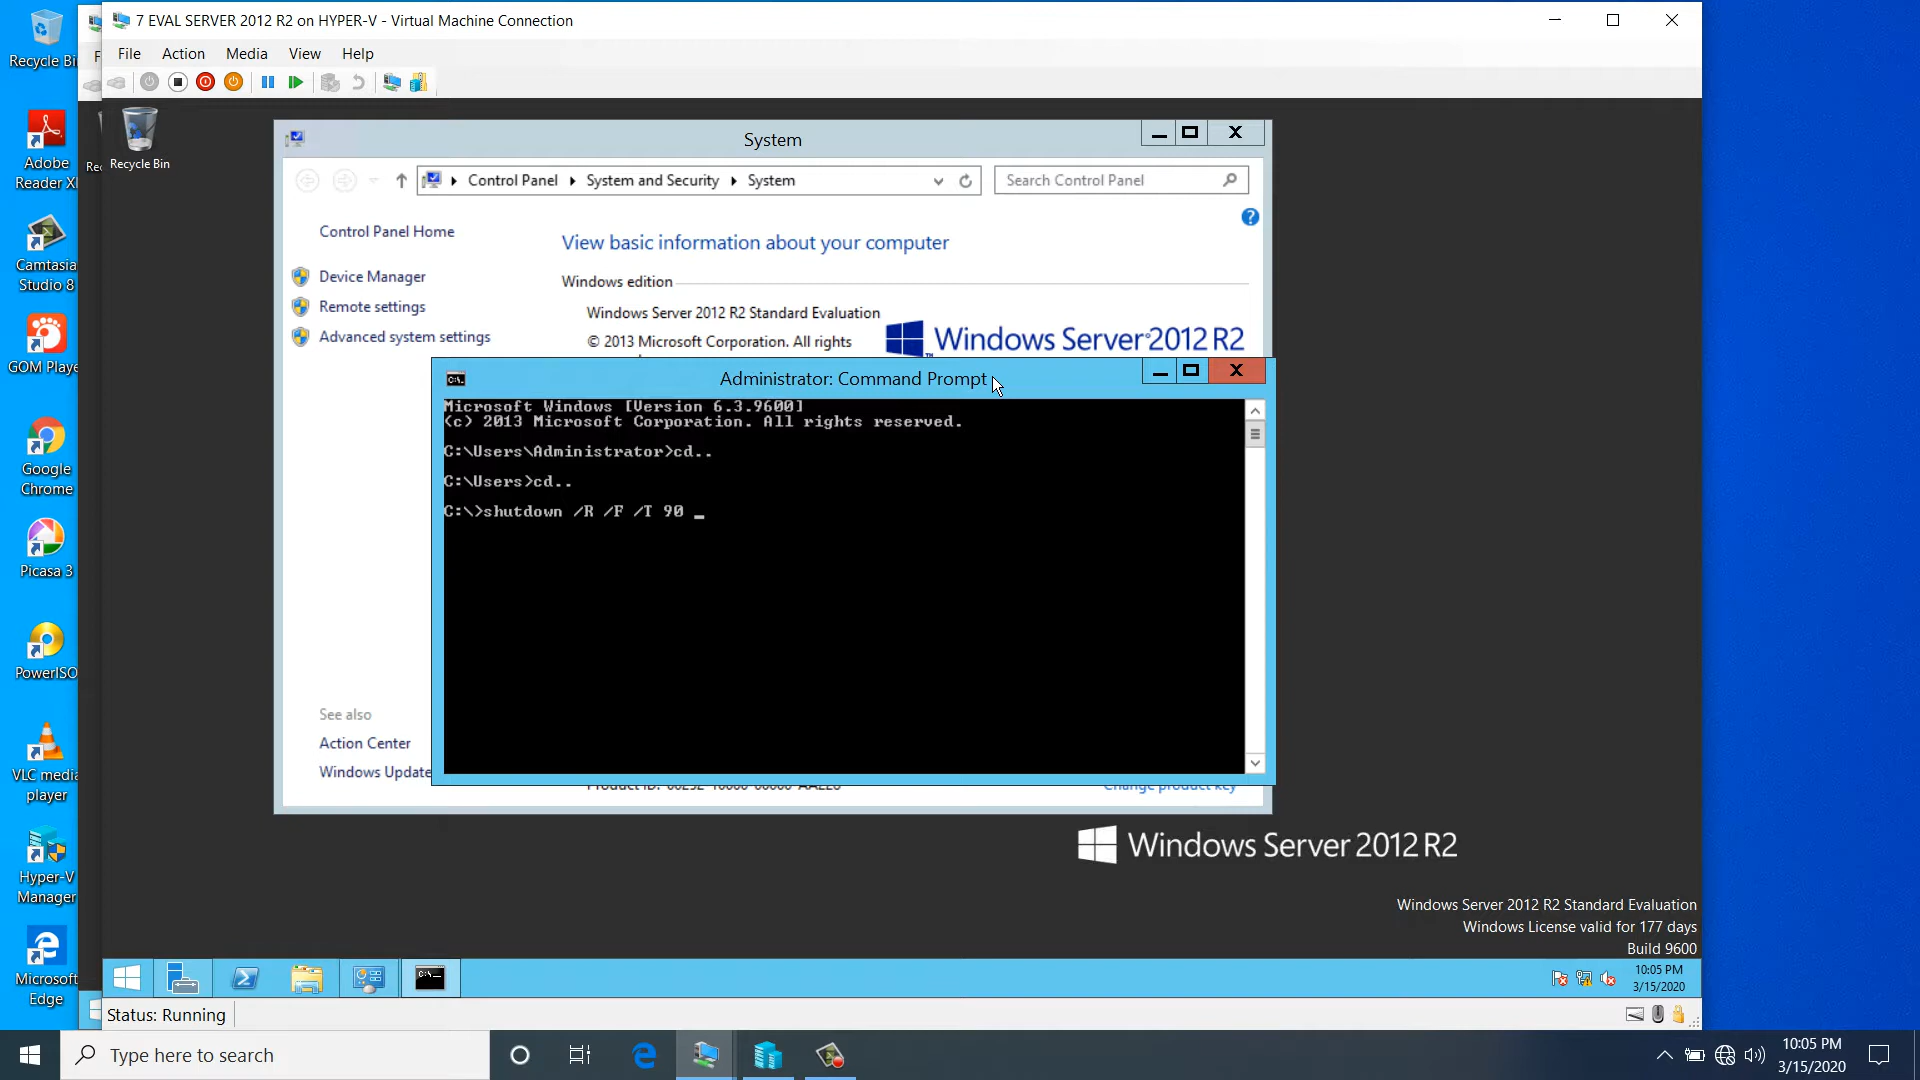 7 EVAL SERVER 2012 R2 on HYPER-V - Virtual Machine Connection
File Action Media View Help
Recycle Bi
Adobe
Reader XI
Camtasia
Studio 8
GOM Playe
Google
Chrome
Picasa 3
PowerISO
VLC media
player
Hyper-V
Manager
Microsoft
Edge
F
Rec
Recycle Bin
System
Control Panel System and Security System
Search Control Panel
Control Panel Home
Device Manager
Remote settings
Advanced system settings
See also
Action Center
Windows Update
View basic information about your computer
Windows edition
Windows Server 2012 R2 Standard Evaluation
© 2013 Microsoft Corporation. All rights
Windows Server 2012 R2
Administrator: Command Prompt
Microsoft Windows [Version 6.3.9600]
(c) 2013 Microsoft Corporation. All rights reserved.
C:\Users\Administrator>cd..
C:\Users>cd..
C:\>shutdown /R /F /T 90 _
Product ID:
Change product key
Windows Server 2012 R2
Windows Server 2012 R2 Standard Evaluation
Windows License valid for 177 days
Build 9600
10:05 PM
3/15/2020
Status: Running
Type here to search
10:05 PM
3/15/2020